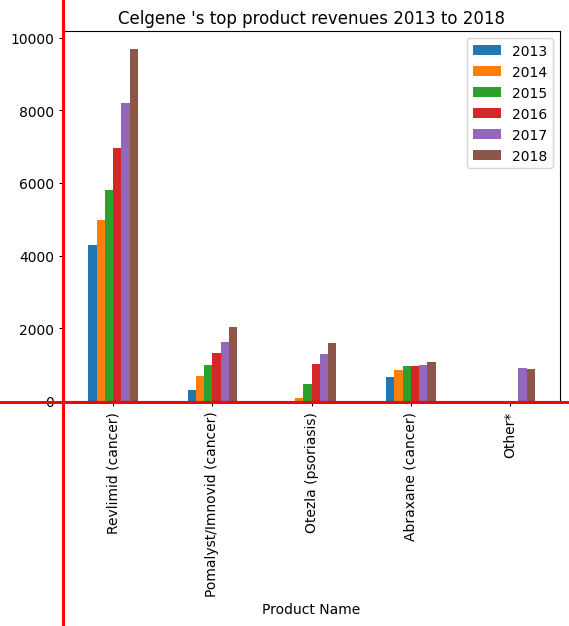 Celgene 's top product revenues 2013 to 2018
10000
8000
6000
4000
2000
0
2013
2014
2015
2016
2017
2018
Revlimid (cancer)
Pomalyst/Imnovid (cancer)
Otezla (psoriasis)
Abraxane (cancer)
Other*
Product Name